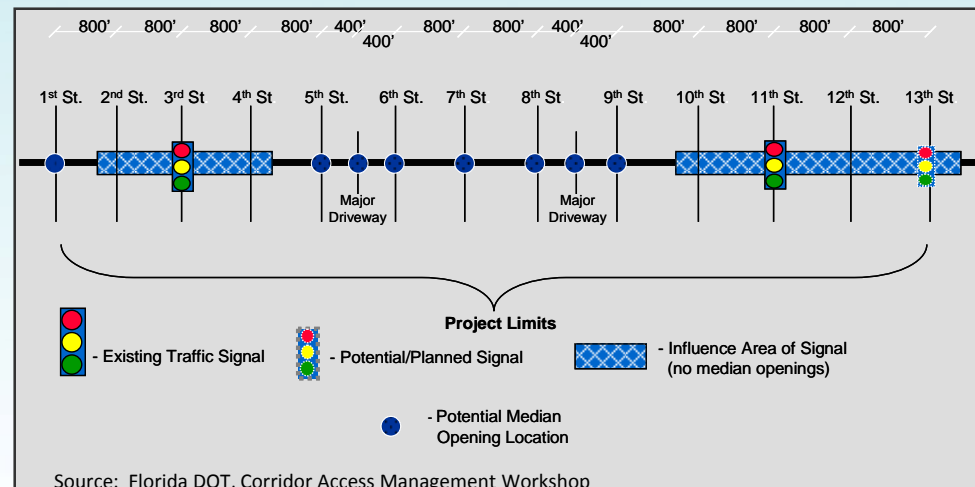 800' 800' 800' 800' 400' 800' 800' 400' 800' 800' 800' 800'
400' 400'
1st St. 2nd St. 3rd St 4th St. 5th St. 6th St. 7th St 8th St. 9th St 10th St 11th St. 12th St. 13th St
Major
Driveway
Major
Driveway
Project Limits
- Existing Traffic Signal
- Potential/Planned Signal
- Influence Area of Signal
(no median openings)
- Potential Median
Opening Location
Source: Florida DOT, Corridor Access Management Workshop